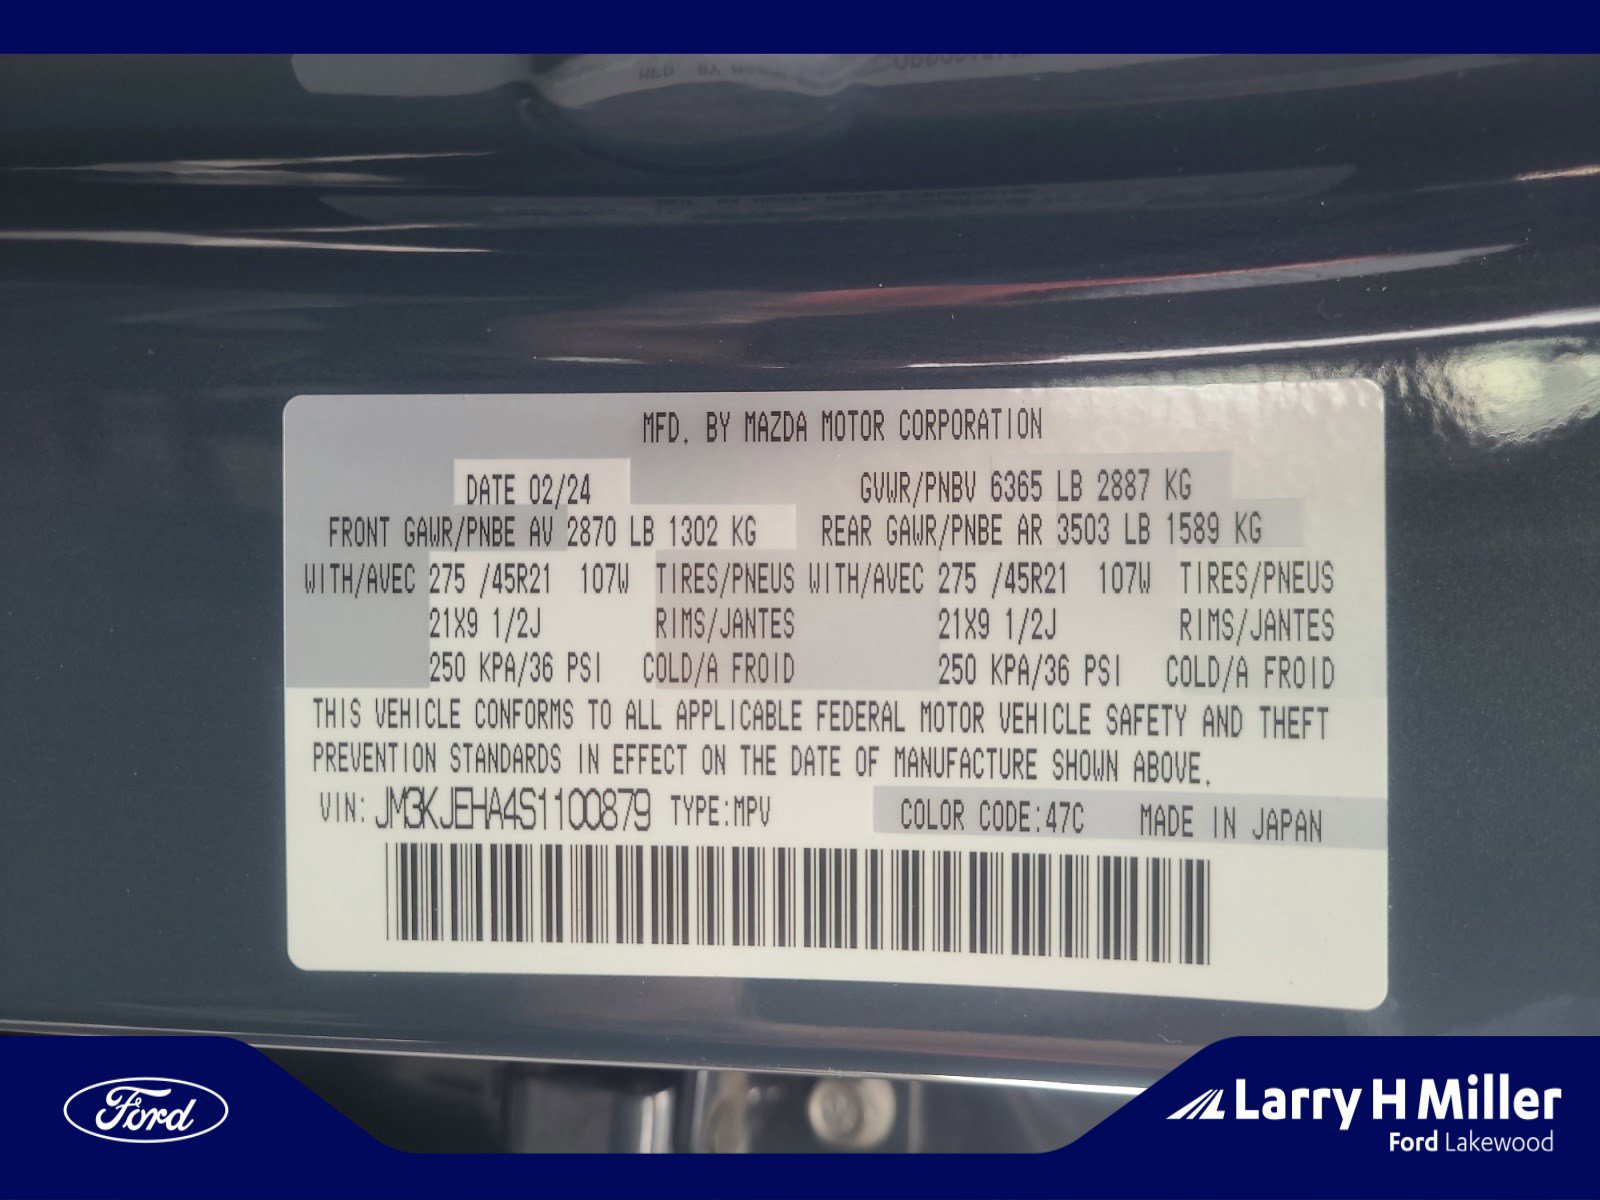 MFD. BY MAZDA MOTOR CORPORATION
DATE 02/24 GVWR/PNBV 6365 LB 2887 KG
FRONT GAWR/PNBE AV 2870 LB 1302 KG REAR GAWR/PNBE AR 3503 LB 1589 KG
WITH/AVEC 275 /45R21 107W TIRES/PNEUS WITH/AVEC 275 /45R21 107W TIRES/PNEUS
21X9 1/2J RIMS/JANTES 21X9 1/2J RIMS/JANTES
250 KPA/36 PSI COLD/A FROID 250 KPA/36 PSI COLD/A FROID
THIS VEHICLE CONFORMS TO ALL APPLICABLE FEDERAL MOTOR VEHICLE SAFETY AND THEFT
PREVENTION STANDARDS IN EFFECT ON THE DATE OF MANUFACTURE SHOWN ABOVE.
VIN: JM3KJEHA4S1100879 TYPE:MPV COLOR CODE:47C MADE IN JAPAN
Ford
Larry H Miller
Ford Lakewood